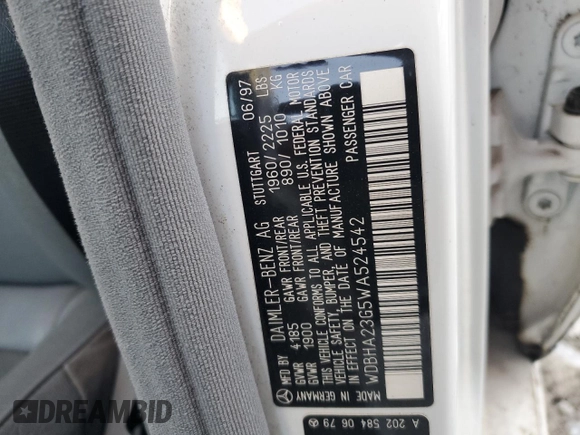 MFD BY DAIMLER-BENZ AG STUTTGART 06/97
GVWR 4185 GAWR FRONT/REAR 1960/2225 LBS
GVWR 1900 GAWR FRONT/REAR 890/1010 KG
THIS VEHICLE CONFORMS TO ALL APPLICABLE U.S. FEDERAL MOTOR
VEHICLE SAFETY, BUMPER, AND THEFT PREVENTION STANDARDS
IN EFFECT ON THE DATE OF MANUFACTURE SHOWN ABOVE
WDBHA23G5WA524542 PASSENGER CAR
MADE IN GERMANY
A 202 584 06 79
© AUTOBIDMASTER